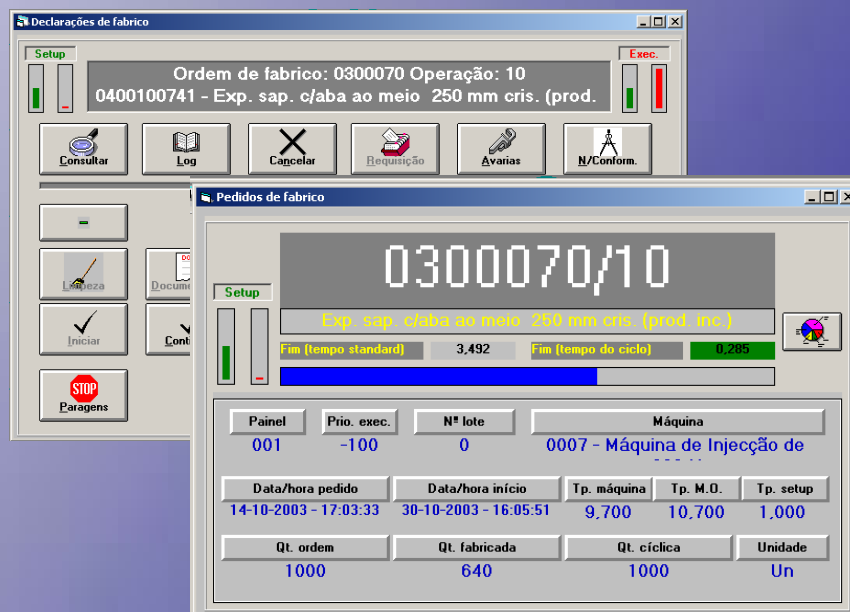 Declarações de fabrico
Setup
Exec.
Ordem de fabrico: 0300070 Operação: 10
0400100741 - Exp. sap. c/aba ao meio 250 mm cris. (prod.
Consultar
Log
Cancelar
Requisição
Avarias
N/Conform.
Limpeza
Docume
Iniciar
Conti
STOP
Paragens
Pedidos de fabrico
0300070/10
Setup
Exp. sap. c/aba ao meio 250 mm cris. (prod. inc.)
Fim (tempo standard) 3,492 Fim (tempo do ciclo) 0,285
Painel Prio. exec. Nº lote Máquina
001 -100 0 0007 - Máquina de Injecção de
Data/hora pedido Data/hora início Tp. máquina Tp. M.O. Tp. setup
14-10-2003 - 17:03:33 30-10-2003 - 16:05:51 9,700 10,700 1,000
Qt. ordem Qt. fabricada Qt. cíclica Unidade
1000 640 1000 Un